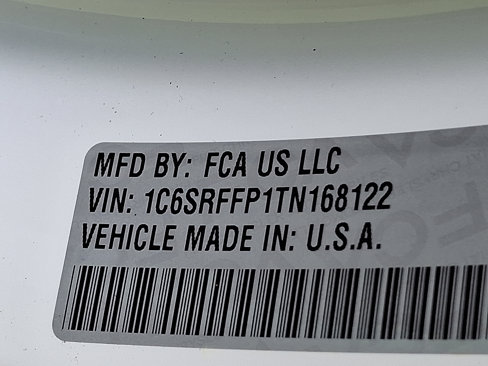 MFD BY: FCA US LLC
VIN: 1C6SRFFP1TN168122
VEHICLE MADE IN: U.S.A.